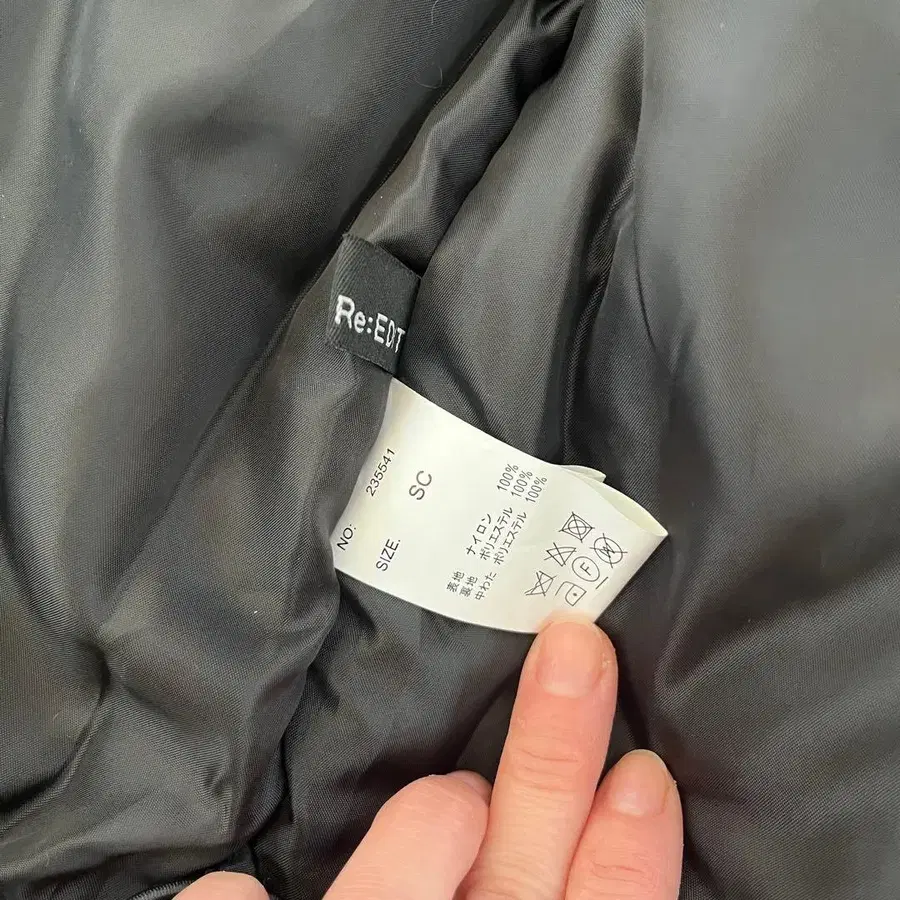 Re:EDIT
NO: 235541
SIZE. SC
表地 ナイロン 100%
裏地 ポリエステル 100%
中わた ポリエステル 100%
F
W